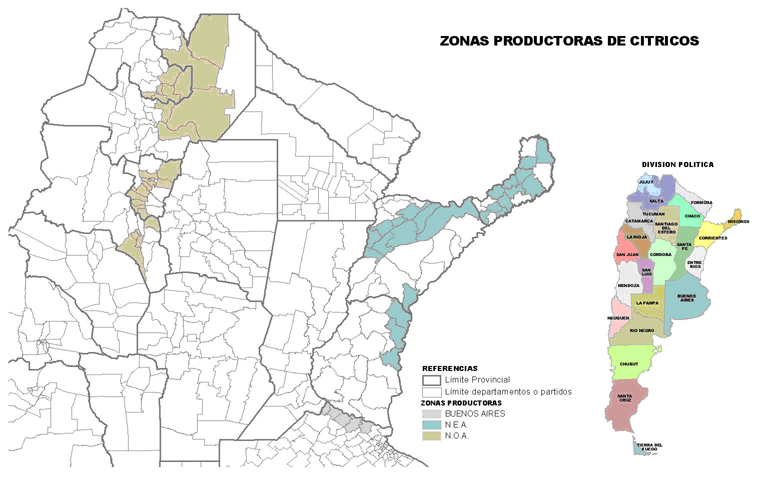 ZONAS PRODUCTORAS DE CITRICOS
DIVISION POLITICA
JUJUY
SALTA
FORMOSA
TUCUMAN
CHACO
MISIONES
CATAMARCA
SANTIAGO
DEL
ESTERO
LA RIOJA
SANTA
FE
CORRIENTES
SAN JUAN
CORDOBA
ENTRE
RIOS
SAN
LUIS
MENDOZA
BUENOS
AIRES
LA PAMPA
NEUQUEN
RIO NEGRO
CHUBUT
SANTA
CRUZ
TIERRA DEL
FUEGO
REFERENCIAS
Límite Provincial
Límite departamentos o partidos
ZONAS PRODUCTORAS
BUENOS AIRES
N.E.A.
N.O.A.